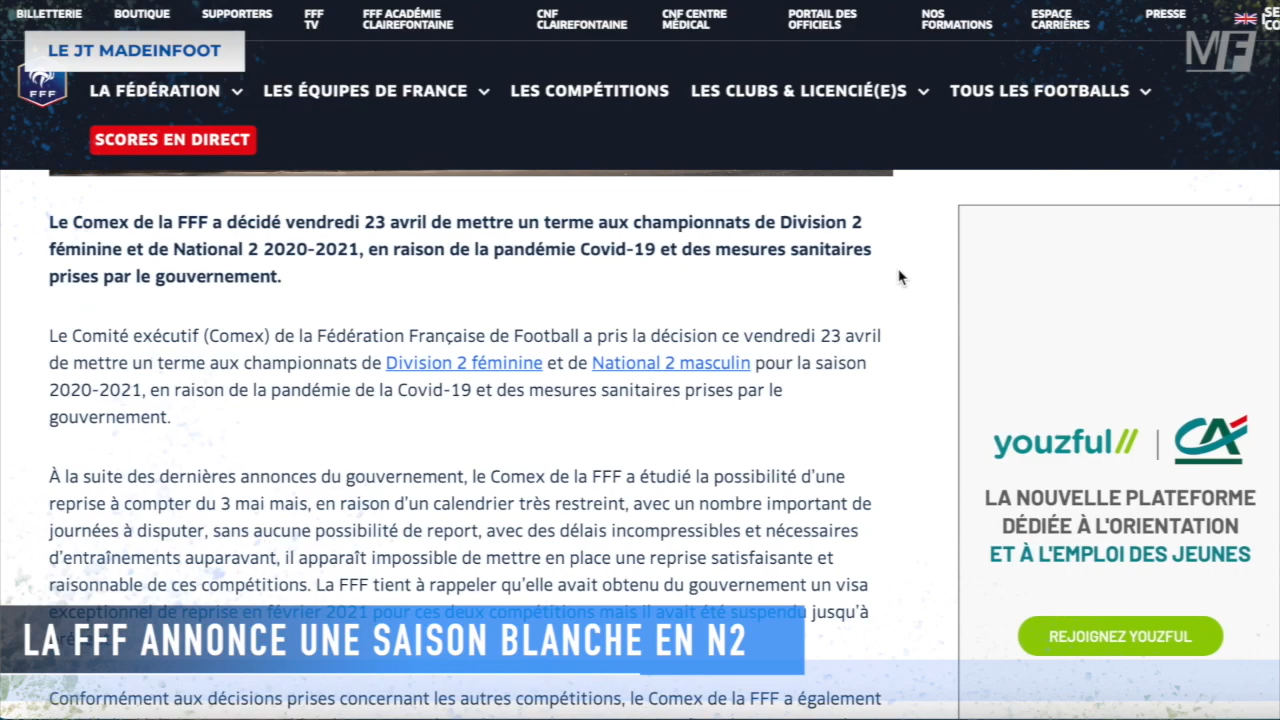 BILLETTERIE
BOUTIQUE
SUPPORTERS
FFF
TV
FFF ACADÉMIE
CLAIREFONTAINE
CNF
CLAIREFONTAINE
CNF CENTRE
MÉDICAL
PORTAIL DES
OFFICIELS
NOS
FORMATIONS
ESPACE
CARRIÈRES
PRESSE
LE JT MADEINFOOT
MF
FFF
LA FÉDÉRATION
LES ÉQUIPES DE FRANCE
LES COMPÉTITIONS
LES CLUBS & LICENCIÉ(E)S
TOUS LES FOOTBALLS
SCORES EN DIRECT
Le Comex de la FFF a décidé vendredi 23 avril de mettre un terme aux championnats de Division 2
féminine et de National 2 2020-2021, en raison de la pandémie Covid-19 et des mesures sanitaires
prises par le gouvernement.
Le Comité exécutif (Comex) de la Fédération Française de Football a pris la décision ce vendredi 23 avril
de mettre un terme aux championnats de Division 2 féminine et de National 2 masculin pour la saison
2020-2021, en raison de la pandémie de la Covid-19 et des mesures sanitaires prises par le
gouvernement.
À la suite des dernières annonces du gouvernement, le Comex de la FFF a étudié la possibilité d'une
reprise à compter du 3 mai mais, en raison d'un calendrier très restreint, avec un nombre important de
journées à disputer, sans aucune possibilité de report, avec des délais incompressibles et nécessaires
d'entraînements auparavant, il apparaît impossible de mettre en place une reprise satisfaisante et
raisonnable de ces compétitions. La FFF tient à rappeler qu'elle avait obtenu du gouvernement un visa
exceptionnel de reprise en février 2021 pour ces deux compétitions mais il avait été suspendu jusqu'à
LA FFF ANNONCE UNE SAISON BLANCHE EN N2
Conformément aux décisions prises concernant les autres compétitions, le Comex de la FFF a également
youzful//
CA
LA NOUVELLE PLATEFORME
DÉDIÉE À L'ORIENTATION
ET À L'EMPLOI DES JEUNES
REJOIGNEZ YOUZFUL